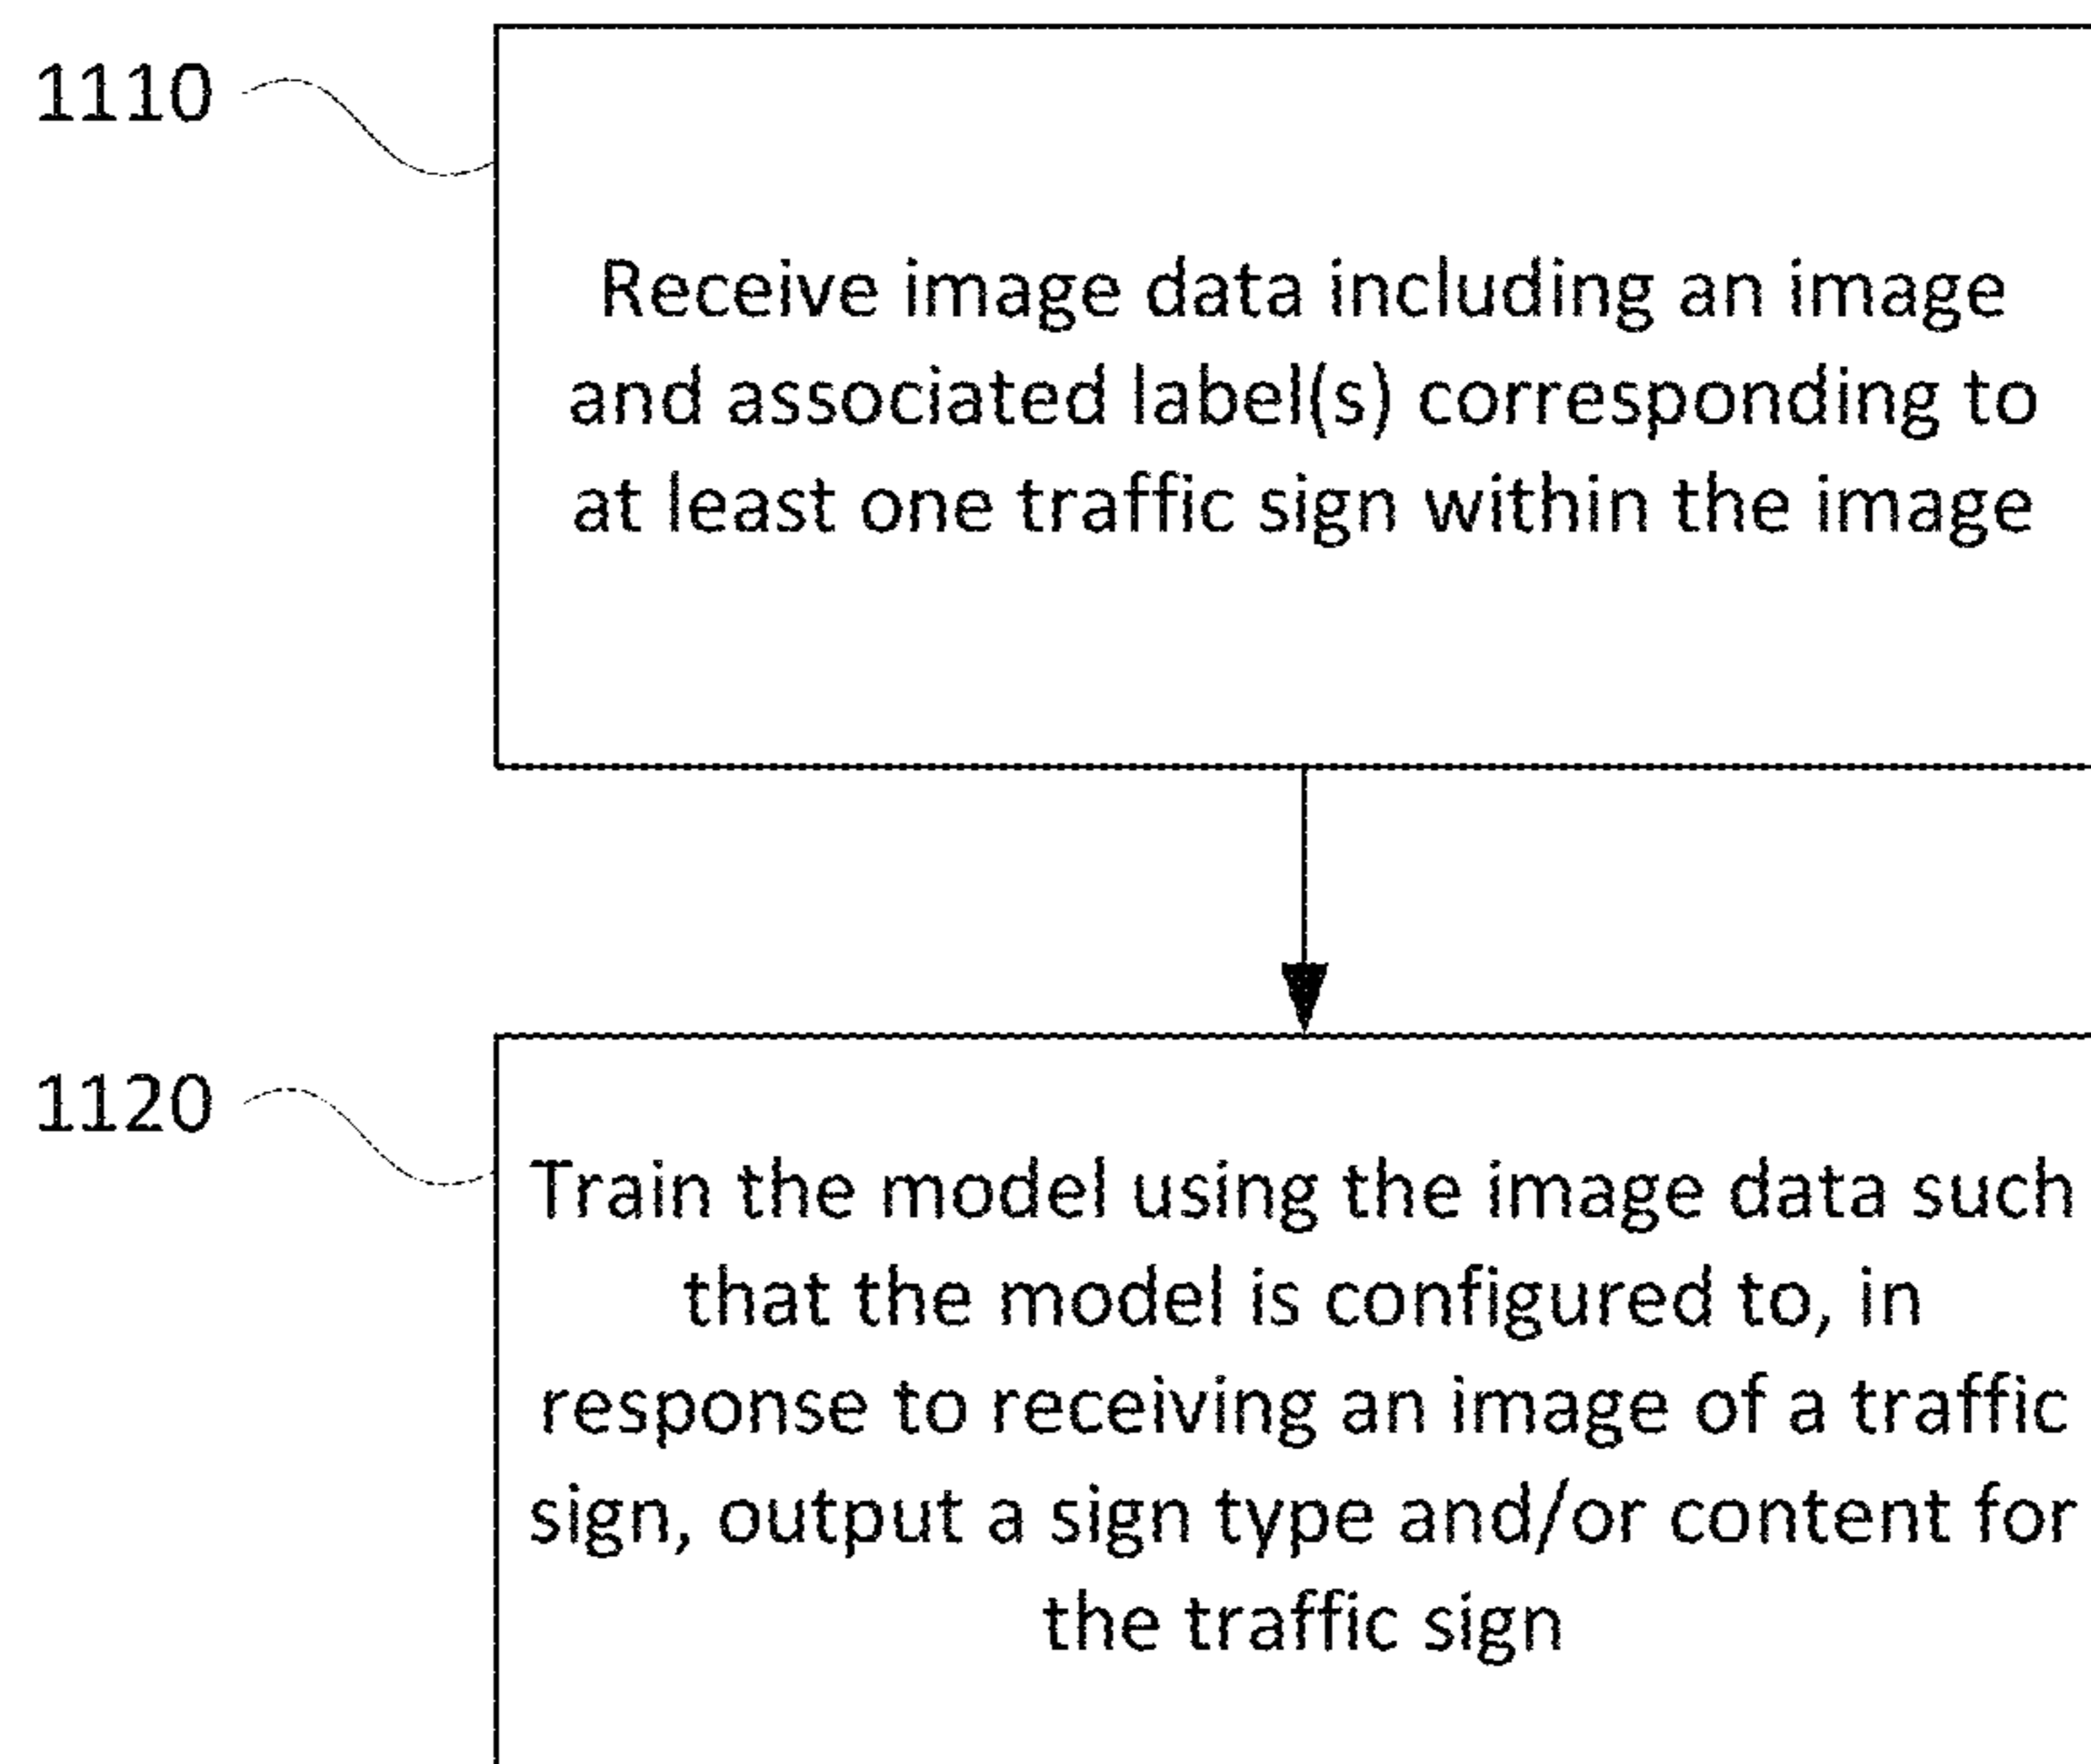 1110
Receive image data including an image
and associated label(s) corresponding to
at least one traffic sign within the image
1120
Train the model using the image data such
that the model is configured to, in
response to receiving an image of a traffic
sign, output a sign type and/or content for
the traffic sign